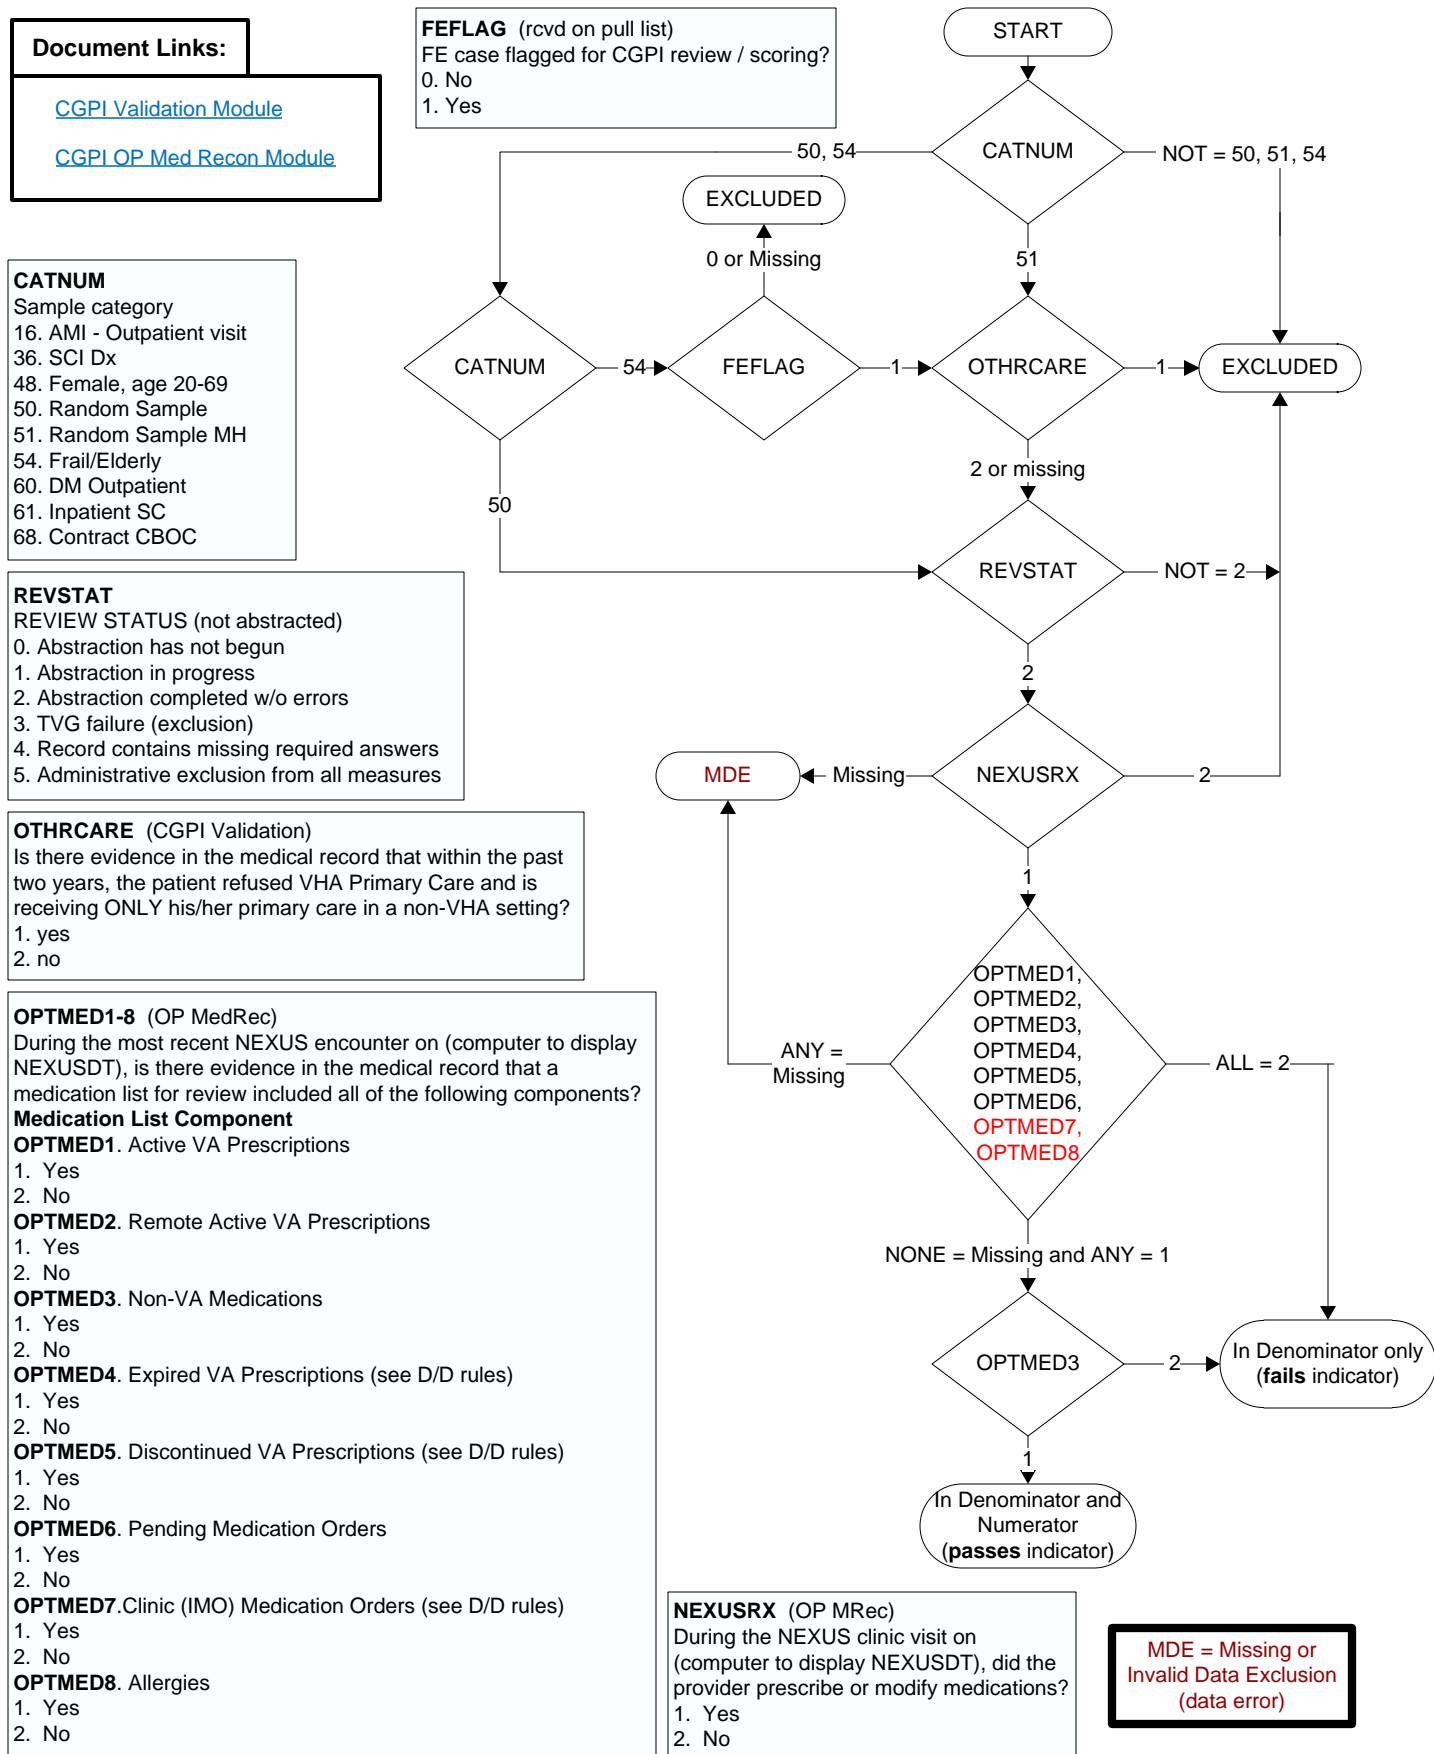 Document Links:
CGPI Validation Module
CGPI OP Med Recon Module
FEFLAG (rcvd on pull list)
FE case flagged for CGPI review / scoring?
0. No
1. Yes
START
CATNUM
50, 54
NOT = 50, 51, 54
51
EXCLUDED
0 or Missing
CATNUM
54
FEFLAG
1
OTHRCARE
1
EXCLUDED
50
2 or missing
REVSTAT
NOT = 2
2
MDE
Missing
NEXUSRX
2
1
OPTMED1,
OPTMED2,
OPTMED3,
OPTMED4,
OPTMED5,
OPTMED6,
OPTMED7,
OPTMED8
ANY =
Missing
ALL = 2
NONE = Missing and ANY = 1
OPTMED3
2
In Denominator only
(fails indicator)
1
In Denominator and
Numerator
(passes indicator)
CATNUM
Sample category
16. AMI - Outpatient visit
36. SCI Dx
48. Female, age 20-69
50. Random Sample
51. Random Sample MH
54. Frail/Elderly
60. DM Outpatient
61. Inpatient SC
68. Contract CBOC
REVSTAT
REVIEW STATUS (not abstracted)
0. Abstraction has not begun
1. Abstraction in progress
2. Abstraction completed w/o errors
3. TVG failure (exclusion)
4. Record contains missing required answers
5. Administrative exclusion from all measures
OTHRCARE (CGPI Validation)
Is there evidence in the medical record that within the past
two years, the patient refused VHA Primary Care and is
receiving ONLY his/her primary care in a non-VHA setting?
1. yes
2. no
OPTMED1-8 (OP MedRec)
During the most recent NEXUS encounter on (computer to display
NEXUSDT), is there evidence in the medical record that a
medication list for review included all of the following components?
Medication List Component
OPTMED1. Active VA Prescriptions
1. Yes
2. No
OPTMED2. Remote Active VA Prescriptions
1. Yes
2. No
OPTMED3. Non-VA Medications
1. Yes
2. No
OPTMED4. Expired VA Prescriptions (see D/D rules)
1. Yes
2. No
OPTMED5. Discontinued VA Prescriptions (see D/D rules)
1. Yes
2. No
OPTMED6. Pending Medication Orders
1. Yes
2. No
OPTMED7.Clinic (IMO) Medication Orders (see D/D rules)
1. Yes
2. No
OPTMED8. Allergies
1. Yes
2. No
NEXUSRX (OP MRec)
During the NEXUS clinic visit on
(computer to display NEXUSDT), did the
provider prescribe or modify medications?
1. Yes
2. No
MDE = Missing or
Invalid Data Exclusion
(data error)